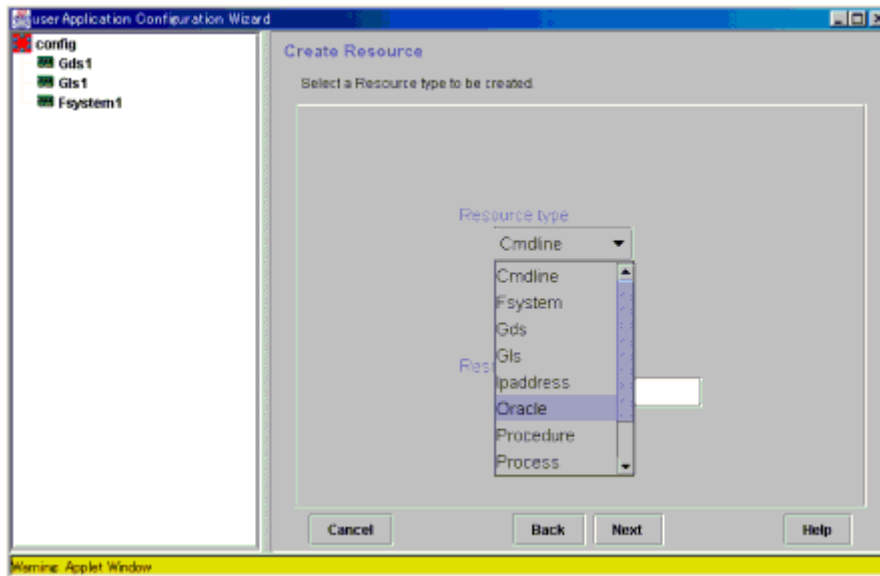 userApplication Configuration Wizard
config
Gds1
Gls1
Fsystem1
Create Resource
Select a Resource type to be created.
Resource type
Cmdline
Cmdline
Fsystem
Gds
Gls
Ipaddress
Oracle
Procedure
Process
Cancel
Back
Next
Help
Warning: Applet Window